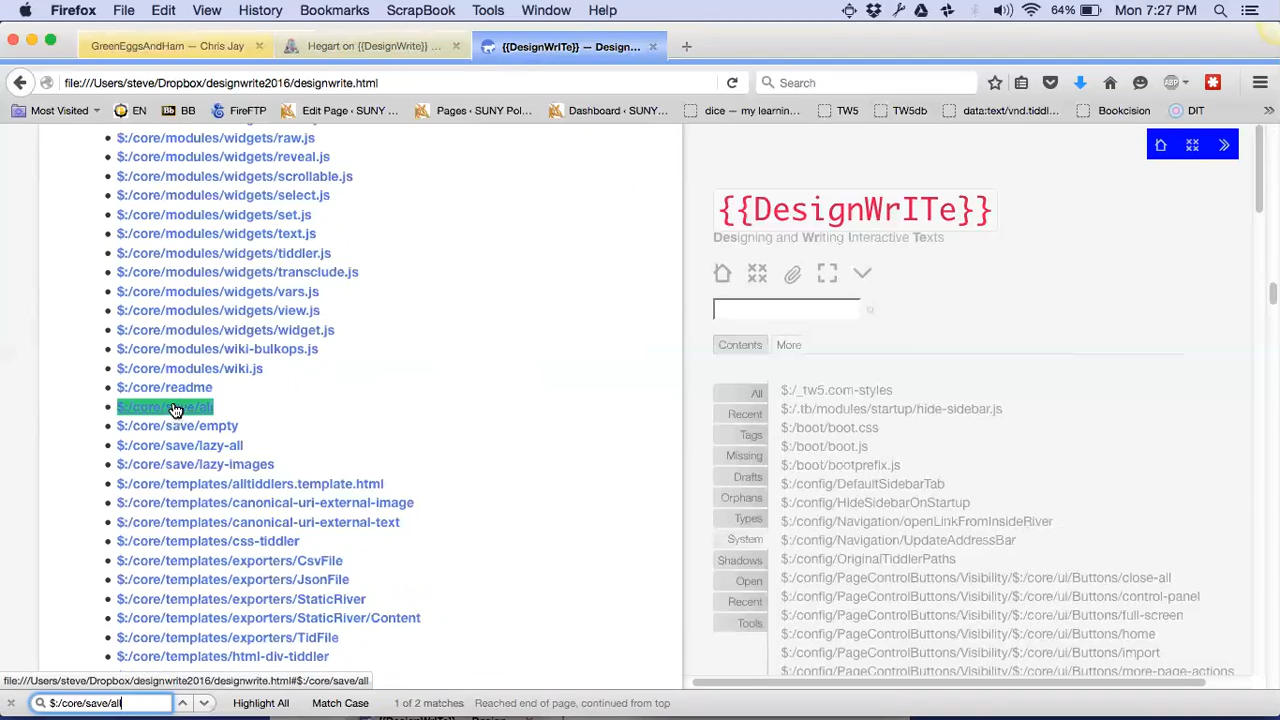 Firefox File Edit View History Bookmarks ScrapBook Tools Window Help 64% Mon 7:27 PM
GreenEggsAndHam — Chris Jay Hegart on {{DesignWrite}} ... {{DesignWrITe}} — Design...
file:///Users/steve/Dropbox/designwrite2016/designwrite.html Search
Most Visited EN BB FireFTP Edit Page ‹ SUNY ... Pages ‹ SUNY Pol... Dashboard ‹ SUNY ... dice — my learning... TW5 TW5db data:text/vnd.tiddl... Bookcision DIT
$:/core/modules/widgets/raw.js
$:/core/modules/widgets/reveal.js
$:/core/modules/widgets/scrollable.js
$:/core/modules/widgets/select.js
$:/core/modules/widgets/set.js
$:/core/modules/widgets/text.js
$:/core/modules/widgets/tiddler.js
$:/core/modules/widgets/transclude.js
$:/core/modules/widgets/vars.js
$:/core/modules/widgets/view.js
$:/core/modules/widgets/widget.js
$:/core/modules/wiki-bulkops.js
$:/core/modules/wiki.js
$:/core/readme
$:/core/save/all
$:/core/save/empty
$:/core/save/lazy-all
$:/core/save/lazy-images
$:/core/templates/alltiddlers.template.html
$:/core/templates/canonical-uri-external-image
$:/core/templates/canonical-uri-external-text
$:/core/templates/css-tiddler
$:/core/templates/exporters/CsvFile
$:/core/templates/exporters/JsonFile
$:/core/templates/exporters/StaticRiver
$:/core/templates/exporters/StaticRiver/Content
$:/core/templates/exporters/TidFile
$:/core/templates/html-div-tiddler
{{DesignWrITe}}
Designing and Writing Interactive Texts
Contents More
All
Recent
Tags
Missing
Drafts
Orphans
Types
System
Shadows
Open
Recent
Tools
$:/_tw5.com-styles
$:/.tb/modules/startup/hide-sidebar.js
$:/boot/boot.css
$:/boot/boot.js
$:/boot/bootprefix.js
$:/config/DefaultSidebarTab
$:/config/HideSidebarOnStartup
$:/config/Navigation/openLinkFromInsideRiver
$:/config/Navigation/UpdateAddressBar
$:/config/OriginalTiddlerPaths
$:/config/PageControlButtons/Visibility/$:/core/ui/Buttons/close-all
$:/config/PageControlButtons/Visibility/$:/core/ui/Buttons/control-panel
$:/config/PageControlButtons/Visibility/$:/core/ui/Buttons/full-screen
$:/config/PageControlButtons/Visibility/$:/core/ui/Buttons/home
$:/config/PageControlButtons/Visibility/$:/core/ui/Buttons/import
$:/config/PageControlButtons/Visibility/$:/core/ui/Buttons/more-page-actions
file:///Users/steve/Dropbox/designwrite2016/designwrite.html#$:/core/save/all
$:/core/save/all Highlight All Match Case 1 of 2 matches Reached end of page, continued from top